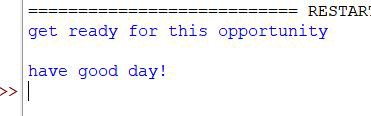 =========================== RESTART
get ready for this opportunity
have good day!
>>